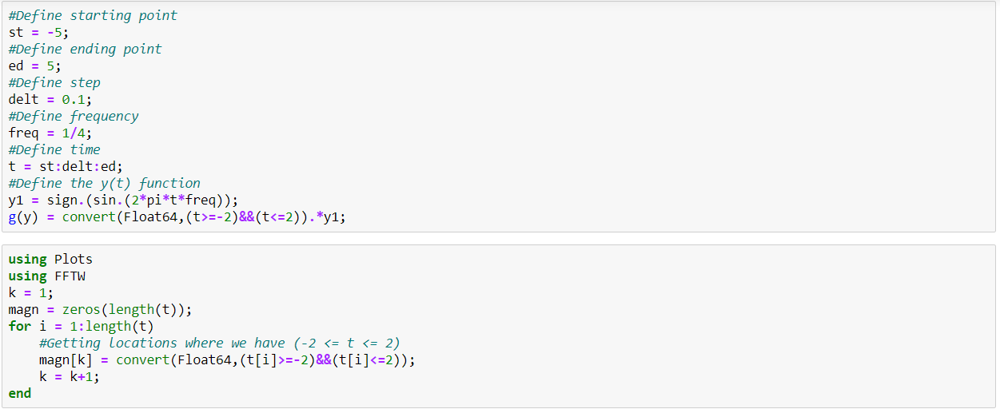 #Define starting point
st = -5;
#Define ending point
ed = 5;
#Define step
delt = 0.1;
#Define frequency
freq = 1/4;
#Define time
t = st:delt:ed;
#Define the y(t) function
y1 = sign.(sin.(2*pi*t*freq));
g(y) = convert(Float64,(t>=-2)&&(t<=2)).*y1;
using Plots
using FFTW
k = 1;
magn = zeros(length(t));
for i = 1:length(t)
    #Getting locations where we have (-2 <= t <= 2)
    magn[k] = convert(Float64,(t[i]>=-2)&&(t[i]<=2));
    k = k+1;
end